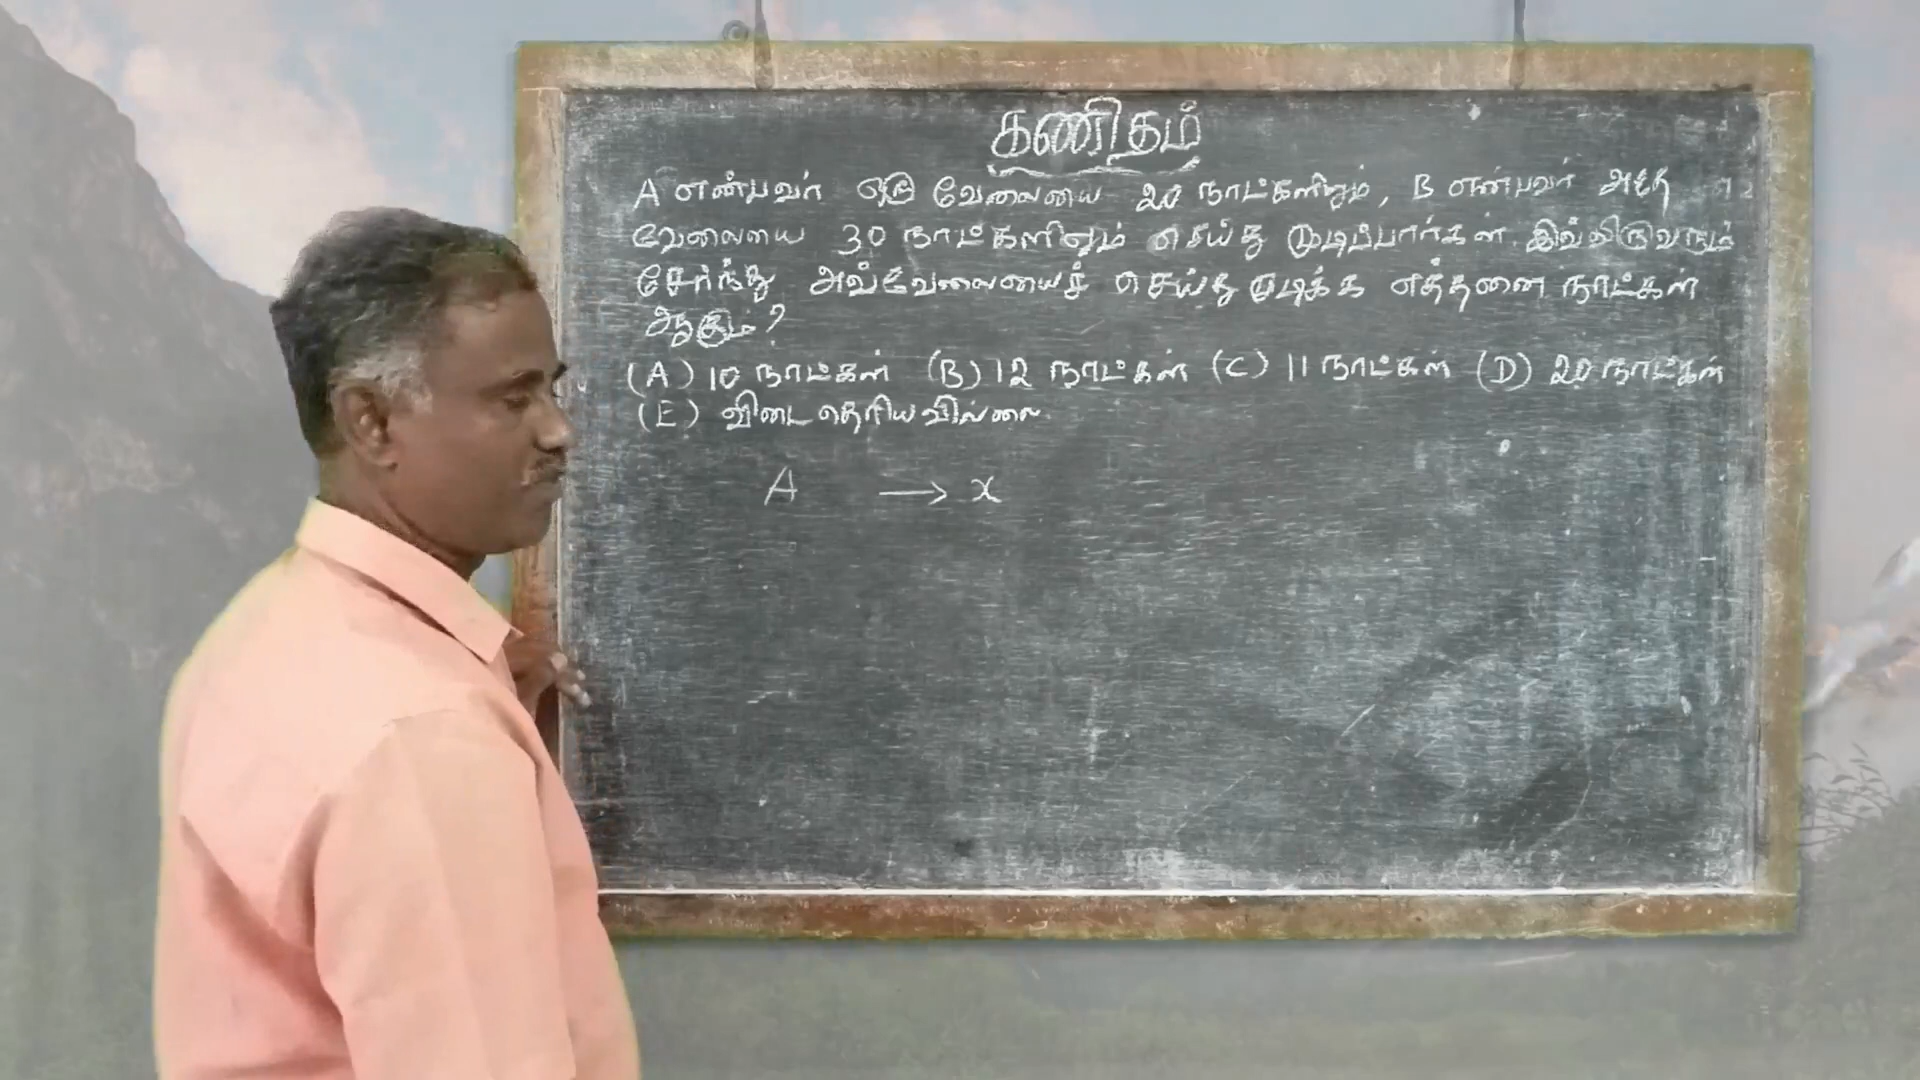 கணிதம்
A என்பவர் ஒரு வேலையை 20 நாட்களிலும், B என்பவர் அதே
வேலையை 30 நாட்களிலும் செய்து முடிப்பார்கள். இவ்விருவரும்
சேர்ந்து அவ்வேலையைச் செய்து முடிக்க எத்தனை நாட்கள்
ஆகும்?
(A) 10 நாட்கள் (B) 12 நாட்கள் (C) 11 நாட்கள் (D) 20 நாட்கள்
(E) விடை தெரியவில்லை.
A → x